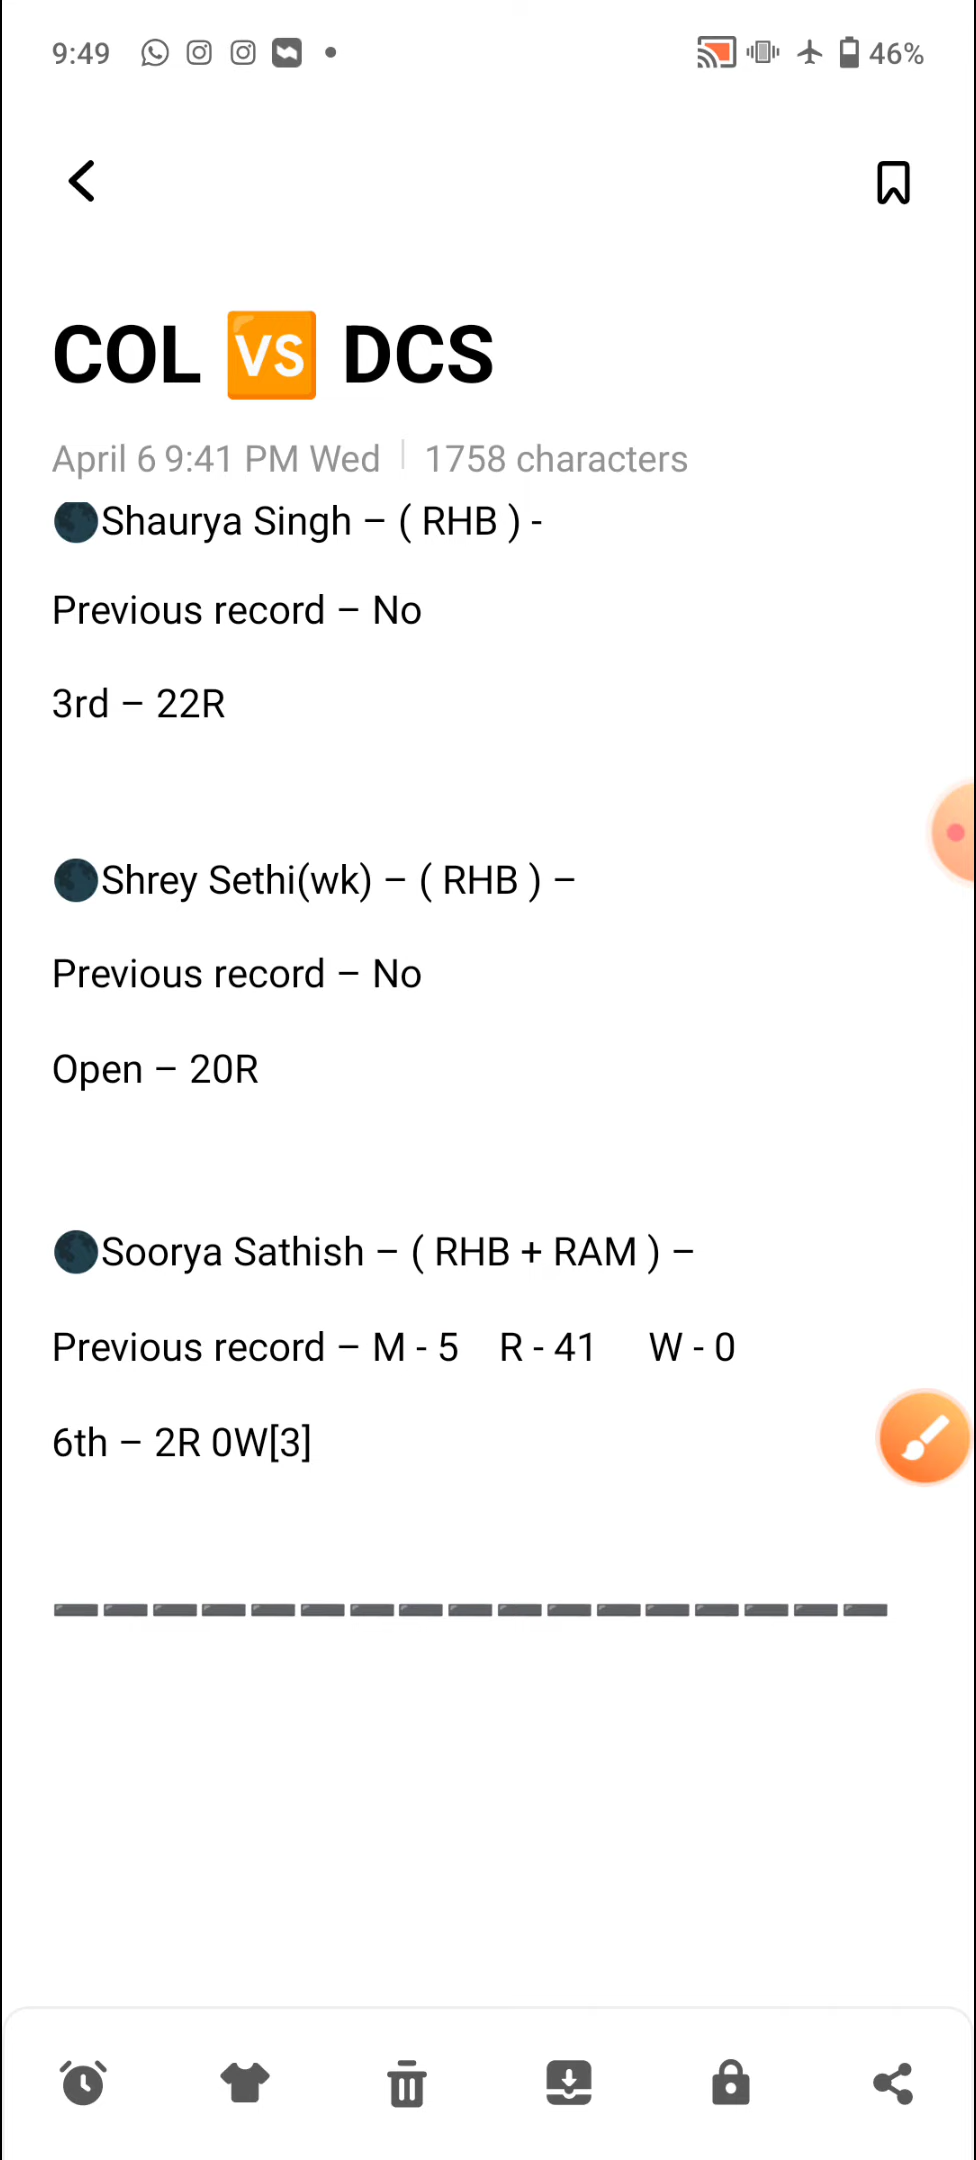 9:49 46%
COL VS DCS
April 6 9:41 PM Wed | 1758 characters
🌑Shaurya Singh – ( RHB ) -
Previous record – No
3rd – 22R
🌑Shrey Sethi(wk) – ( RHB ) –
Previous record – No
Open – 20R
🌑Soorya Sathish – ( RHB + RAM ) –
Previous record – M - 5 R - 41 W - 0
6th – 2R 0W[3]